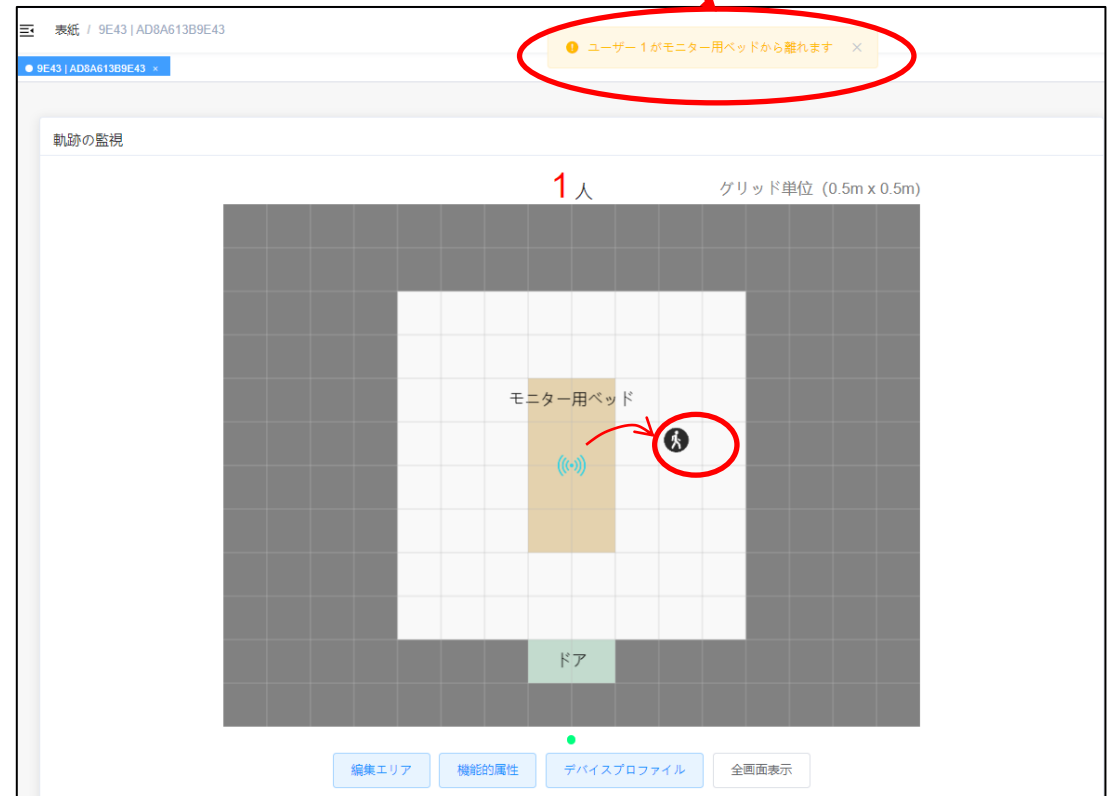 表紙 / 9E43 | AD8A613B9E43
ユーザー 1 がモニター用ベッドから離れます ×
9E43 | AD8A613B9E43 ×
軌跡の監視
1 人
グリッド単位 (0.5m x 0.5m)
モニター用ベッド
ドア
編集エリア 機能的属性 デバイスプロファイル 全画面表示